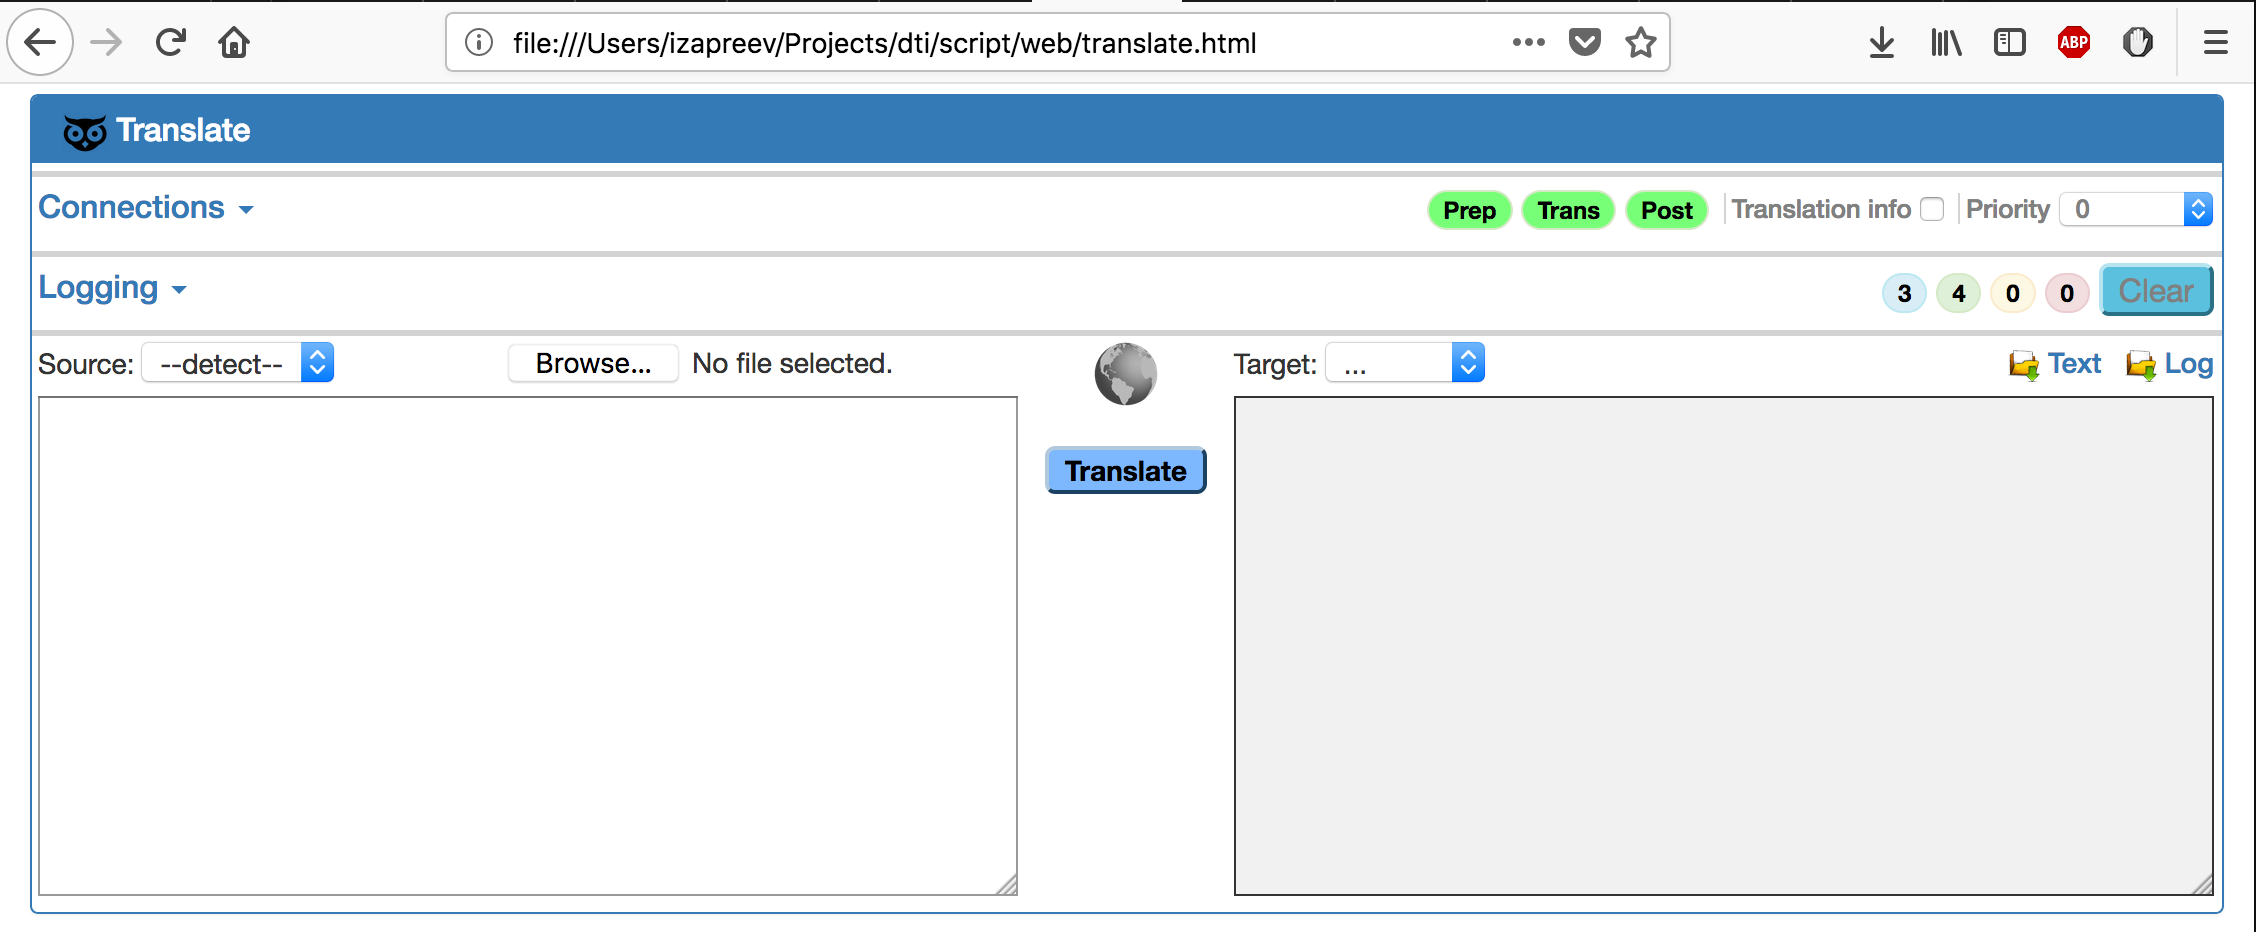 file:///Users/izapreev/Projects/dti/script/web/translate.html
ABP
Translate
Connections Prep Trans Post Translation info Priority 0
Logging 3 4 0 0 Clear
Source: --detect-- Browse... No file selected. Target: ... Text Log
Translate